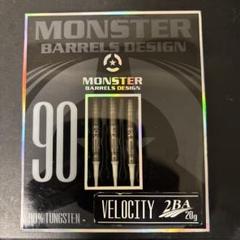 MONSTER
BARRELS DESIGN
MONSTER
BARRELS DESIGN
90
90% TUNGSTEN -
VELOCITY 2BA
20g